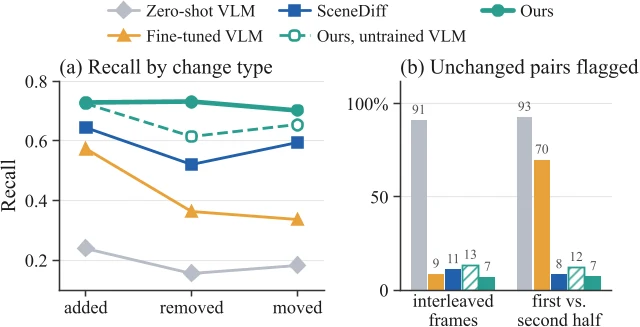 Zero-shot VLM
SceneDiff
Ours
Fine-tuned VLM
Ours, untrained VLM
(a) Recall by change type
Recall
0.8
0.6
0.4
0.2
added
removed
moved
(b) Unchanged pairs flagged
100%
50
0
91
9
11
13
7
93
70
8
12
7
interleaved
frames
first vs.
second half